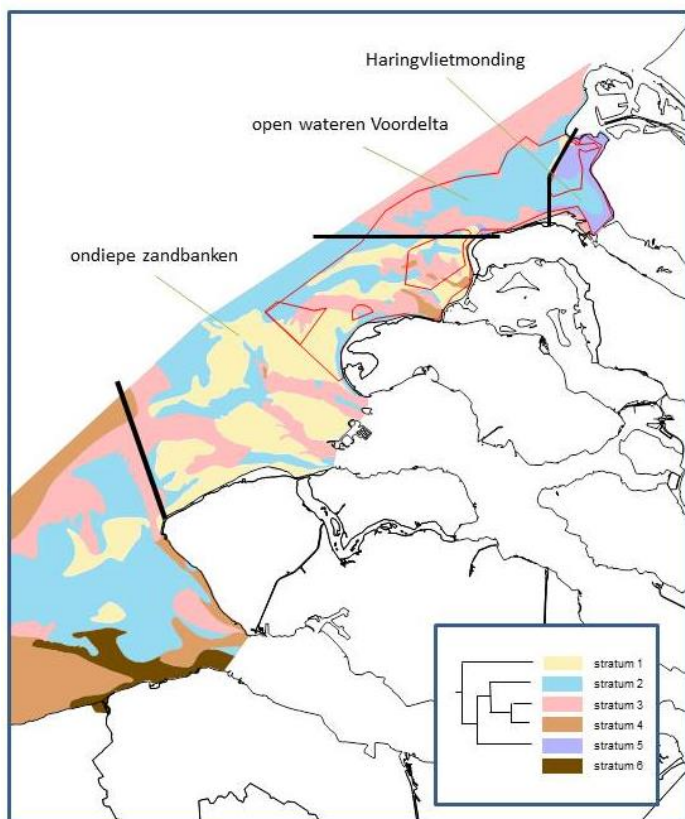 Haringvlietmonding
open wateren Voordelta
ondiepe zandbanken
stratum 1
stratum 2
stratum 3
stratum 4
stratum 5
stratum 6